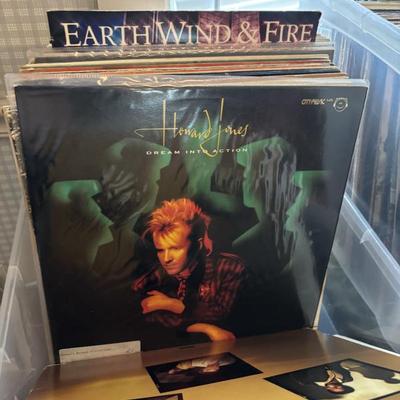 EARTH WIND & FIRE
Howard Jones
DREAM INTO ACTION